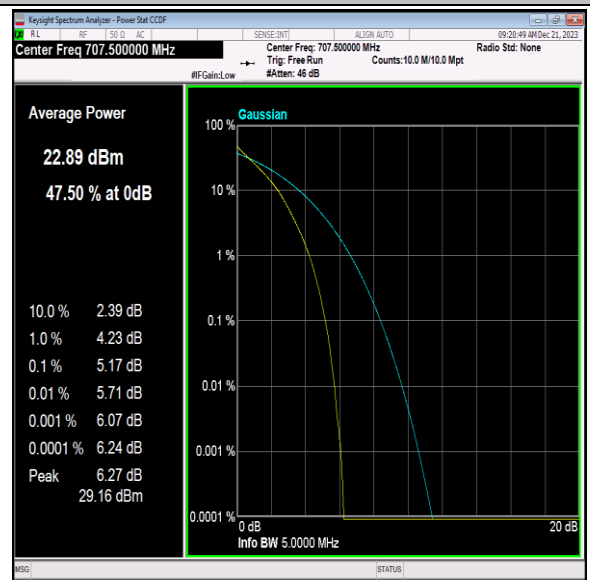 Keysight Spectrum Analyzer - Power Stat CCDF
RL RF 50 Ω AC SENSE:INT ALIGN AUTO 09:20:49 AM Dec 21, 2023
Center Freq 707.500000 MHz
Center Freq: 707.500000 MHz Radio Std: None
Trig: Free Run Counts:10.0 M/10.0 Mpt
#IFGain:Low #Atten: 46 dB
Average Power
22.89 dBm
47.50 % at 0dB
10.0 % 2.39 dB
1.0 % 4.23 dB
0.1 % 5.17 dB
0.01 % 5.71 dB
0.001 % 6.07 dB
0.0001 % 6.24 dB
Peak 6.27 dB
29.16 dBm
Gaussian
100 %
10 %
1 %
0.1 %
0.01 %
0.001 %
0.0001 %
0 dB 20 dB
Info BW 5.0000 MHz
MSG STATUS